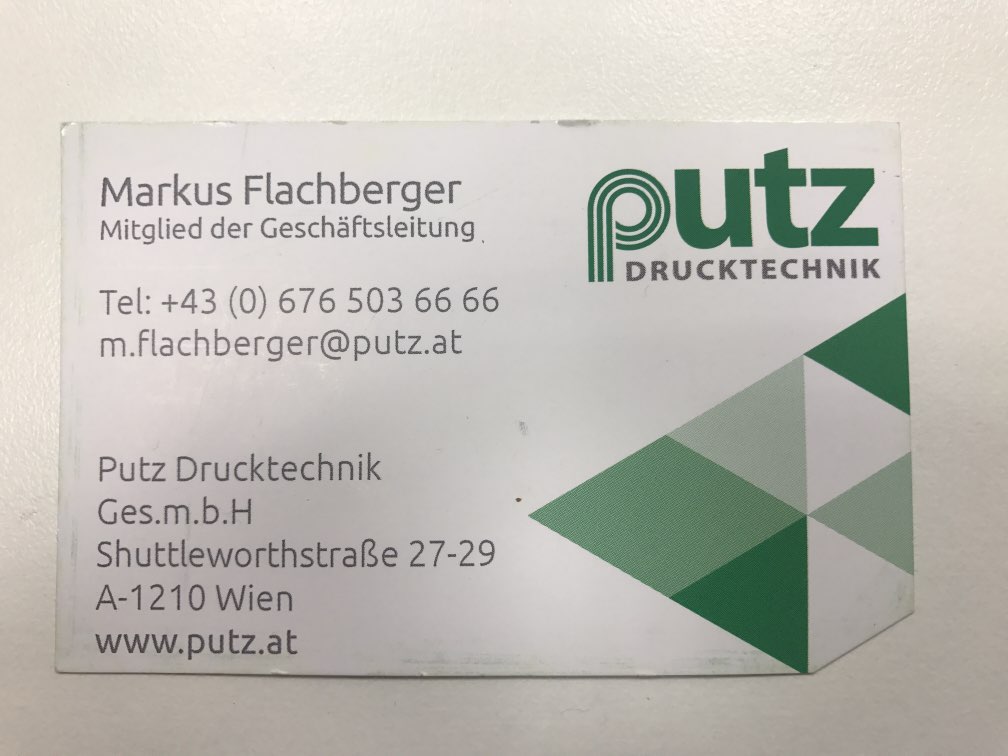 Markus Flachberger
Mitglied der Geschäftsleitung
putz
DRUCKTECHNIK
Tel: +43 (0) 676 503 66 66
m.flachberger@putz.at
Putz Drucktechnik
Ges.m.b.H
Shuttleworthstraße 27-29
A-1210 Wien
www.putz.at